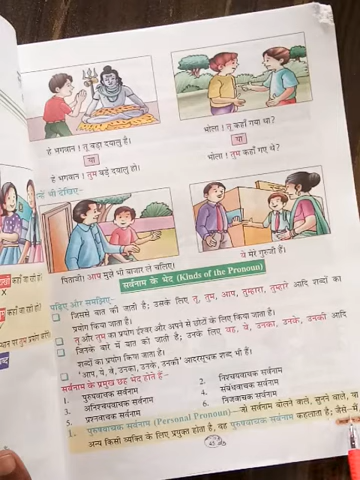 हे भगवान ! तू बड़ा दयालु है।
या
हे भगवान ! तुम बड़े दयालु हो।
भोला ! तू कहाँ गया था?
या
भोला ! तुम कहाँ गए थे?
भी देखिए-
पिताजी! आप मुझे भी बाजार ले चलिए।
ये मेरे गुरुजी हैं।
सर्वनाम के भेद (Kinds of the Pronoun)
पढ़िए और समझिए-
जिससे बात की जाती है; उसके लिए तू, तुम, आप, तुम्हारा, तुम्हारे आदि शब्दों का
प्रयोग किया जाता है।
तू और तुम का प्रयोग ईश्वर और अपने से छोटों के लिए किया जाता है।
जिनके बारे में बात की जाती है; उनके लिए वह, वे, उनका, उनके, उनकी आदि
शब्दों का प्रयोग किया जाता है।
'आप, ये, वे, उनका, उनके, उनकी' आदरसूचक शब्द भी हैं।
सर्वनाम के प्रमुख छह भेद होते हैं-
1. पुरुषवाचक सर्वनाम
2. निश्चयवाचक सर्वनाम
3. अनिश्चयवाचक सर्वनाम
4. संबंधवाचक सर्वनाम
5. प्रश्नवाचक सर्वनाम
6. निजवाचक सर्वनाम
1. पुरुषवाचक सर्वनाम (Personal Pronoun)—जो सर्वनाम बोलने वाले, सुनने वाले, या
अन्य किसी व्यक्ति के लिए प्रयुक्त होता है, वह पुरुषवाचक सर्वनाम कहलाता है; जैसे-मैं,